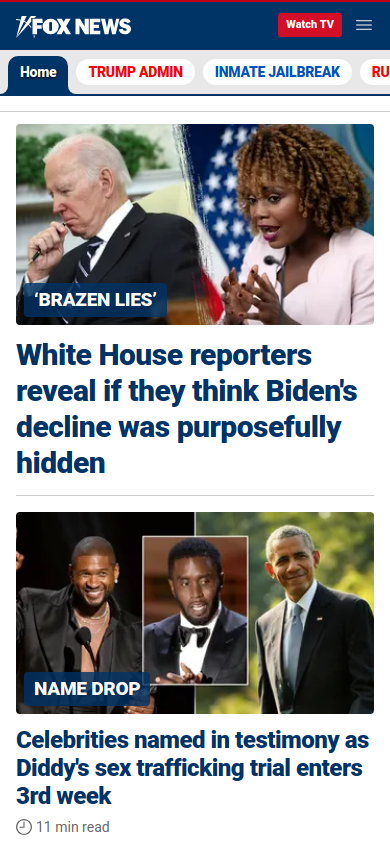 FOX NEWS
Watch TV
Home
TRUMP ADMIN
INMATE JAILBREAK
RU
‘BRAZEN LIES’
White House reporters
reveal if they think Biden's
decline was purposefully
hidden
NAME DROP
Celebrities named in testimony as
Diddy's sex trafficking trial enters
3rd week
11 min read